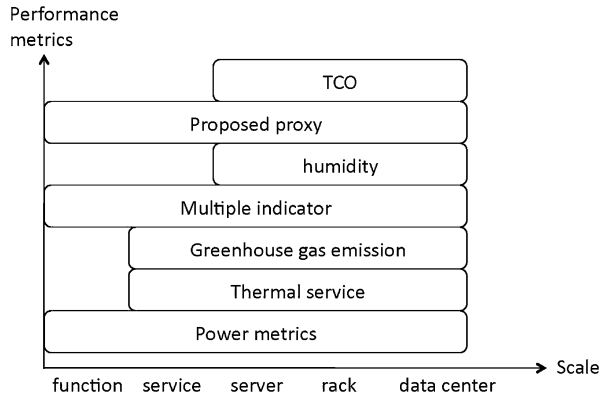 Performance
metrics
TCO
Proposed proxy
humidity
Multiple indicator
Greenhouse gas emission
Thermal service
Power metrics
Scale
function service server rack data center